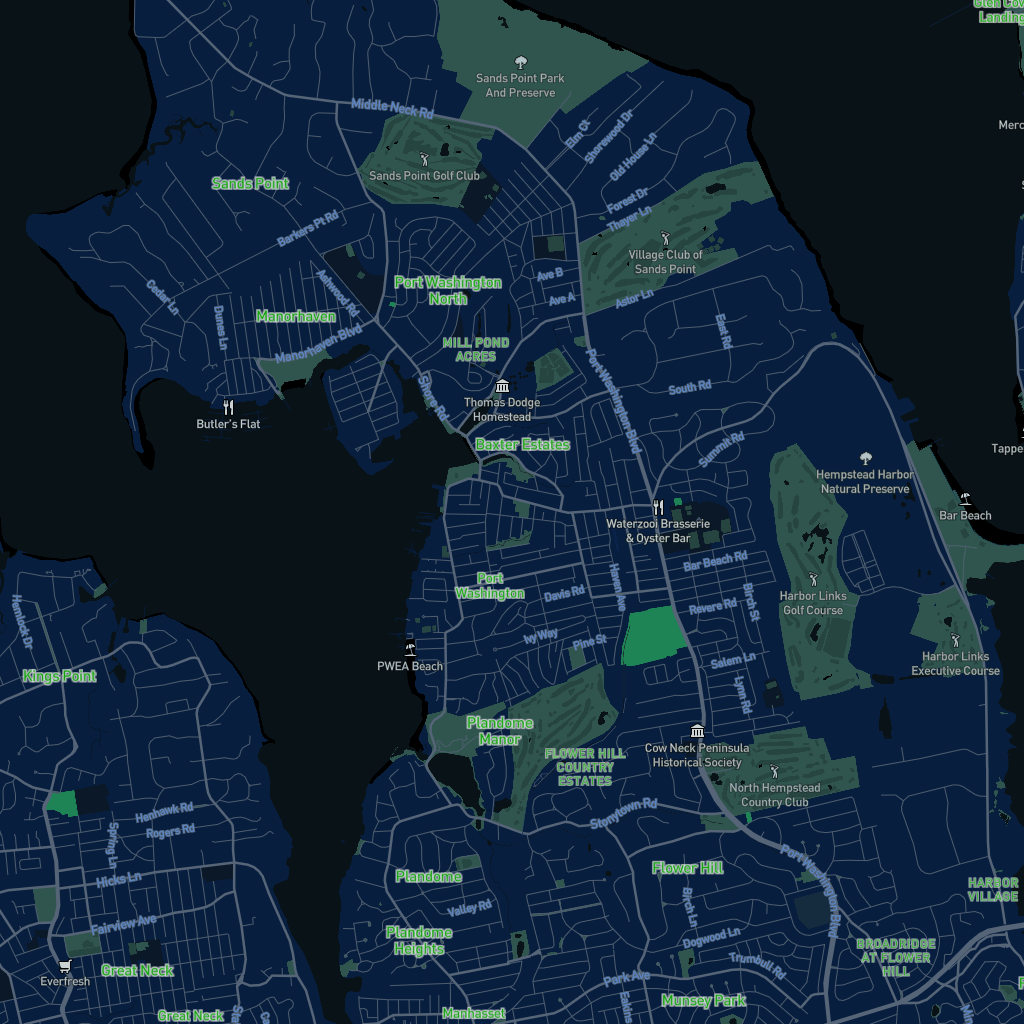 Glen Cov
Landing
Sands Point Park
And Preserve
Middle Neck Rd
Elm Ct
Shorewood Dr
Old House Ln
Merc
Sands Point Golf Club
Sands Point
Forest Dr
Thayer Ln
Barkers Pt Rd
Village Club of
Sands Point
Ave B
Ave A
Astor Ln
Port Washington
North
Cedar Ln
Dunes Ln
Ashwood Rd
Manorhaven
Manorhaven Blvd
East Rd
MILL POND
ACRES
Port Washington Blvd
South Rd
Shore Rd
Thomas Dodge
Homestead
Butler's Flat
Baxter Estates
Summit Rd
Tappe
Hempstead Harbor
Natural Preserve
Bar Beach
Waterzooi Brasserie
& Oyster Bar
Bar Beach Rd
Port
Washington
Davis Rd
Haven Ave
Birch St
Harbor Links
Golf Course
Revere Rd
Hemlock Dr
Ivy Way
Pine St
PWEA Beach
Salem Ln
Lynn Rd
Harbor Links
Executive Course
Kings Point
Plandome
Manor
Cow Neck Peninsula
Historical Society
FLOWER HILL
COUNTRY
ESTATES
North Hempstead
Country Club
Henhawk Rd
Rogers Rd
Spring Ln
Stonytown Rd
Port Washington Blvd
Hicks Ln
Plandome
Flower Hill
HARBOR
VILLAGE
Valley Rd
Birch Ln
Fairview Ave
Plandome
Heights
Dogwood Ln
BROADRIDGE
AT FLOWER
HILL
Everfresh
Great Neck
Park Ave
Trumbull Rd
Munsey Park
Great Neck
Manhasset